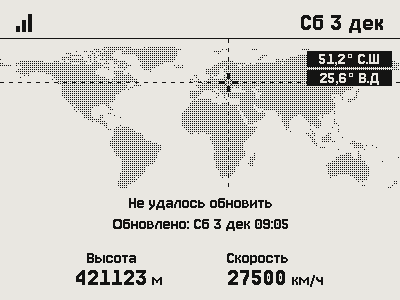 Сб 3 дек
51,2° С.Ш
25,6° В.Д
Не удалось обновить
Обновлено: Сб 3 дек 09:05
Высота
421123 м
Скорость
27500 км/ч